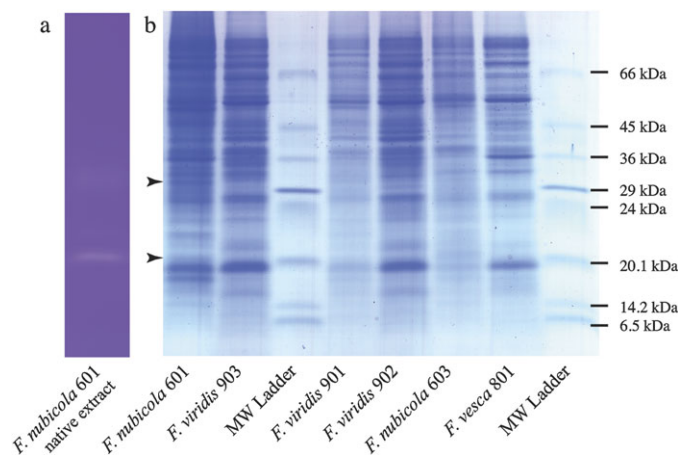 a
b
66 kDa
45 kDa
36 kDa
29 kDa
24 kDa
20.1 kDa
14.2 kDa
6.5 kDa
F. nubicola 601
native extract
F. nubicola 601
F. viridis 903
MW Ladder
F. viridis 901
F. viridis 902
F. nubicola 603
F. vesca 801
MW Ladder